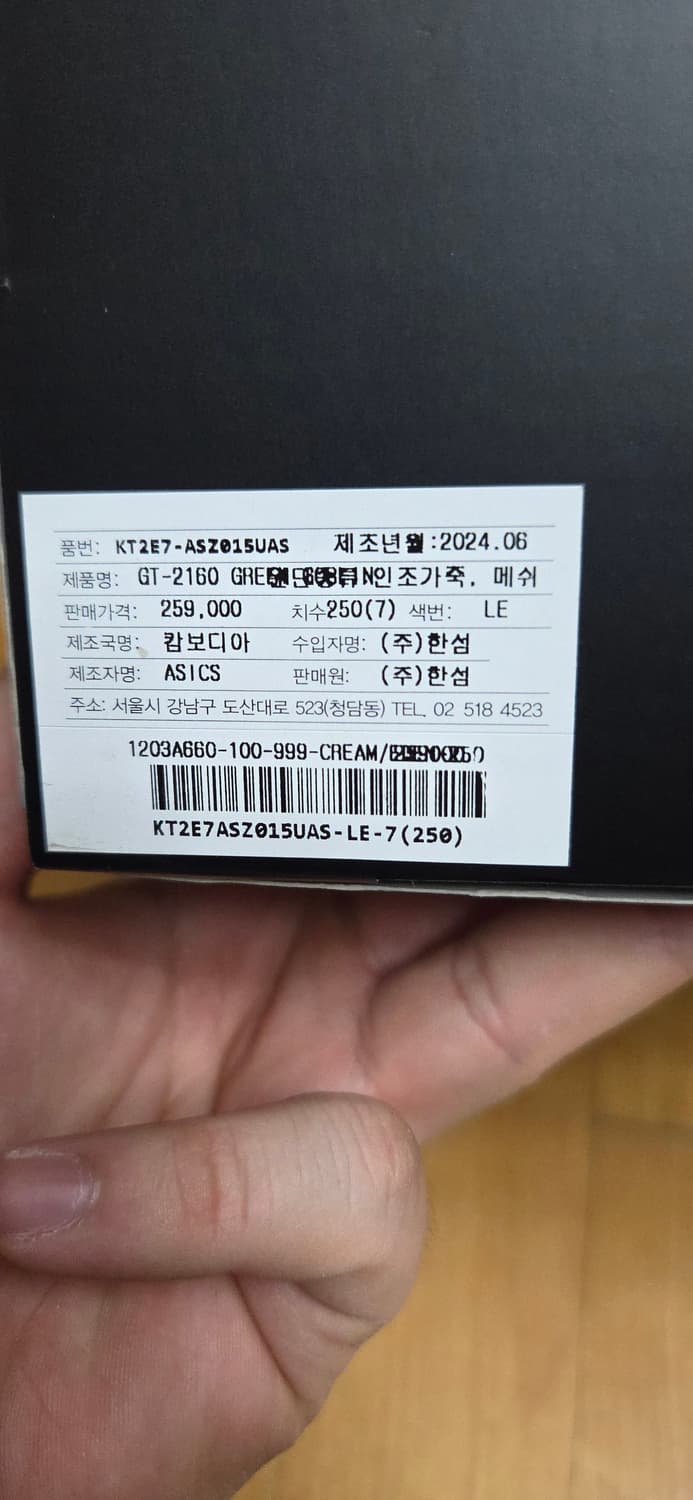 품번: KT2E7-ASZ015UAS 제조년월:2024.06
제품명: GT-2160 인조가죽, 메쉬
판매가격: 259,000 치수250(7) 색번: LE
제조국명: 캄보디아 수입자명: (주)한섬
제조자명: ASICS 판매원: (주)한섬
주소: 서울시 강남구 도산대로 523(청담동) TEL. 02 518 4523
1203A660-100-999-CREAM/
KT2E7ASZ015UAS-LE-7(250)